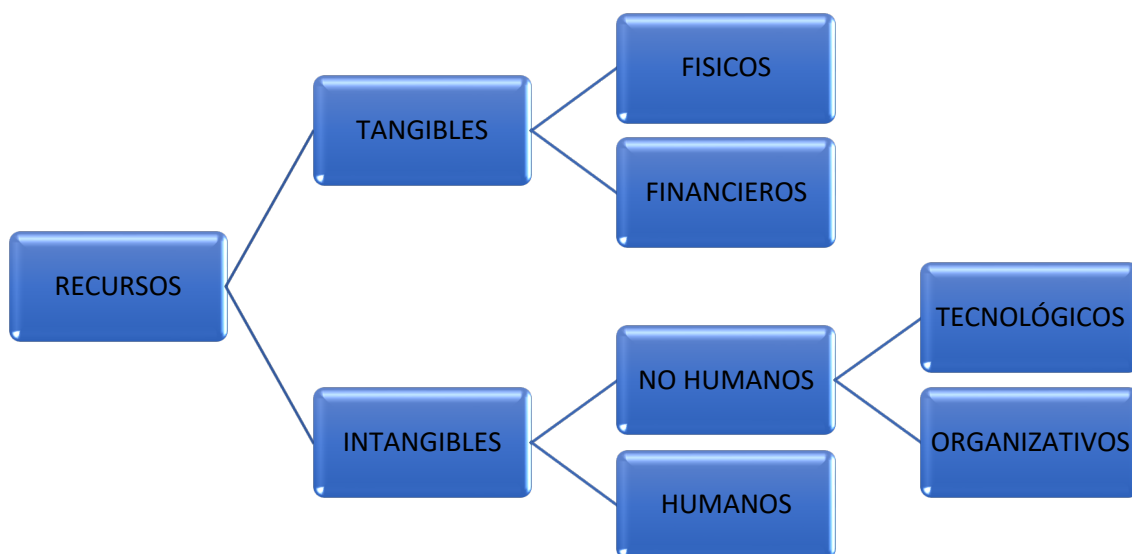 RECURSOS
TANGIBLES
FISICOS
FINANCIEROS
INTANGIBLES
NO HUMANOS
TECNOLÓGICOS
ORGANIZATIVOS
HUMANOS